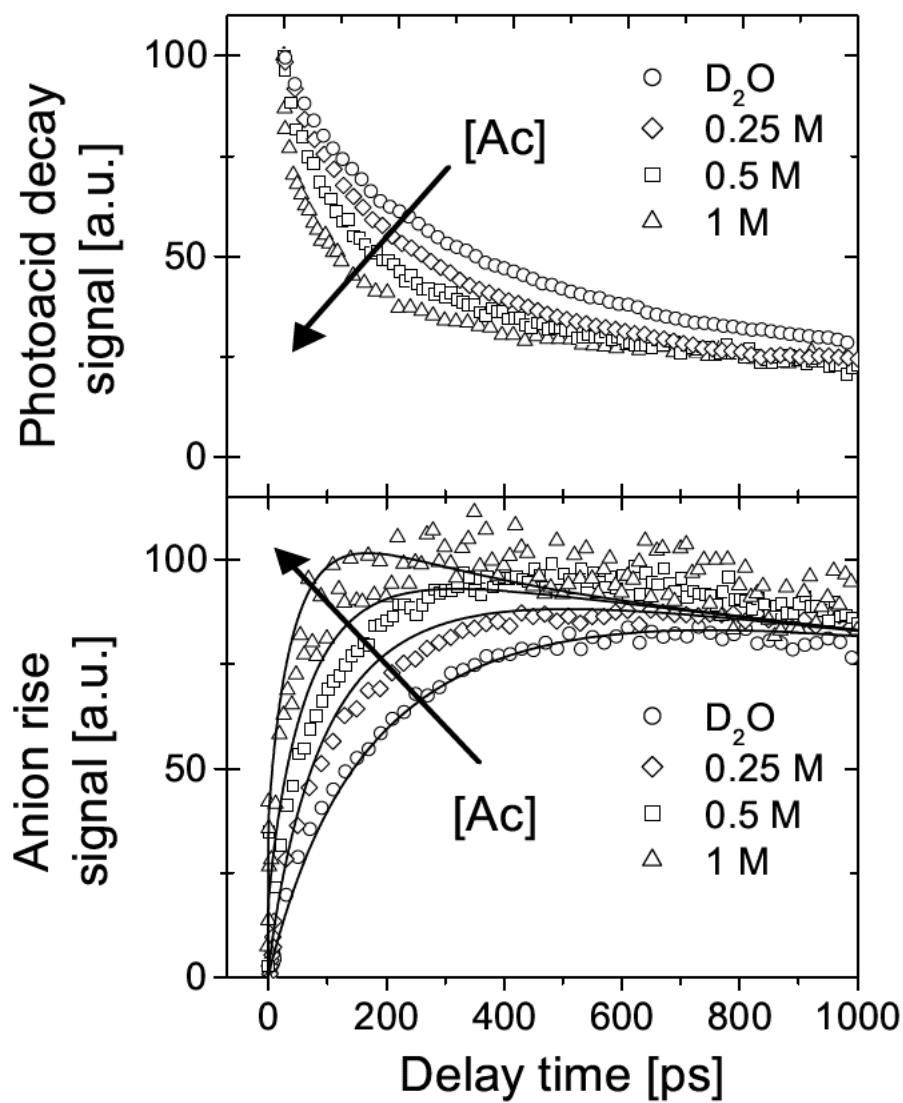 Photoacid decay
signal [a.u.]
100
50
0
[Ac]
D₂O
0.25 M
0.5 M
1 M
Anion rise
signal [a.u.]
100
50
0
[Ac]
D₂O
0.25 M
0.5 M
1 M
0 200 400 600 800 1000
Delay time [ps]